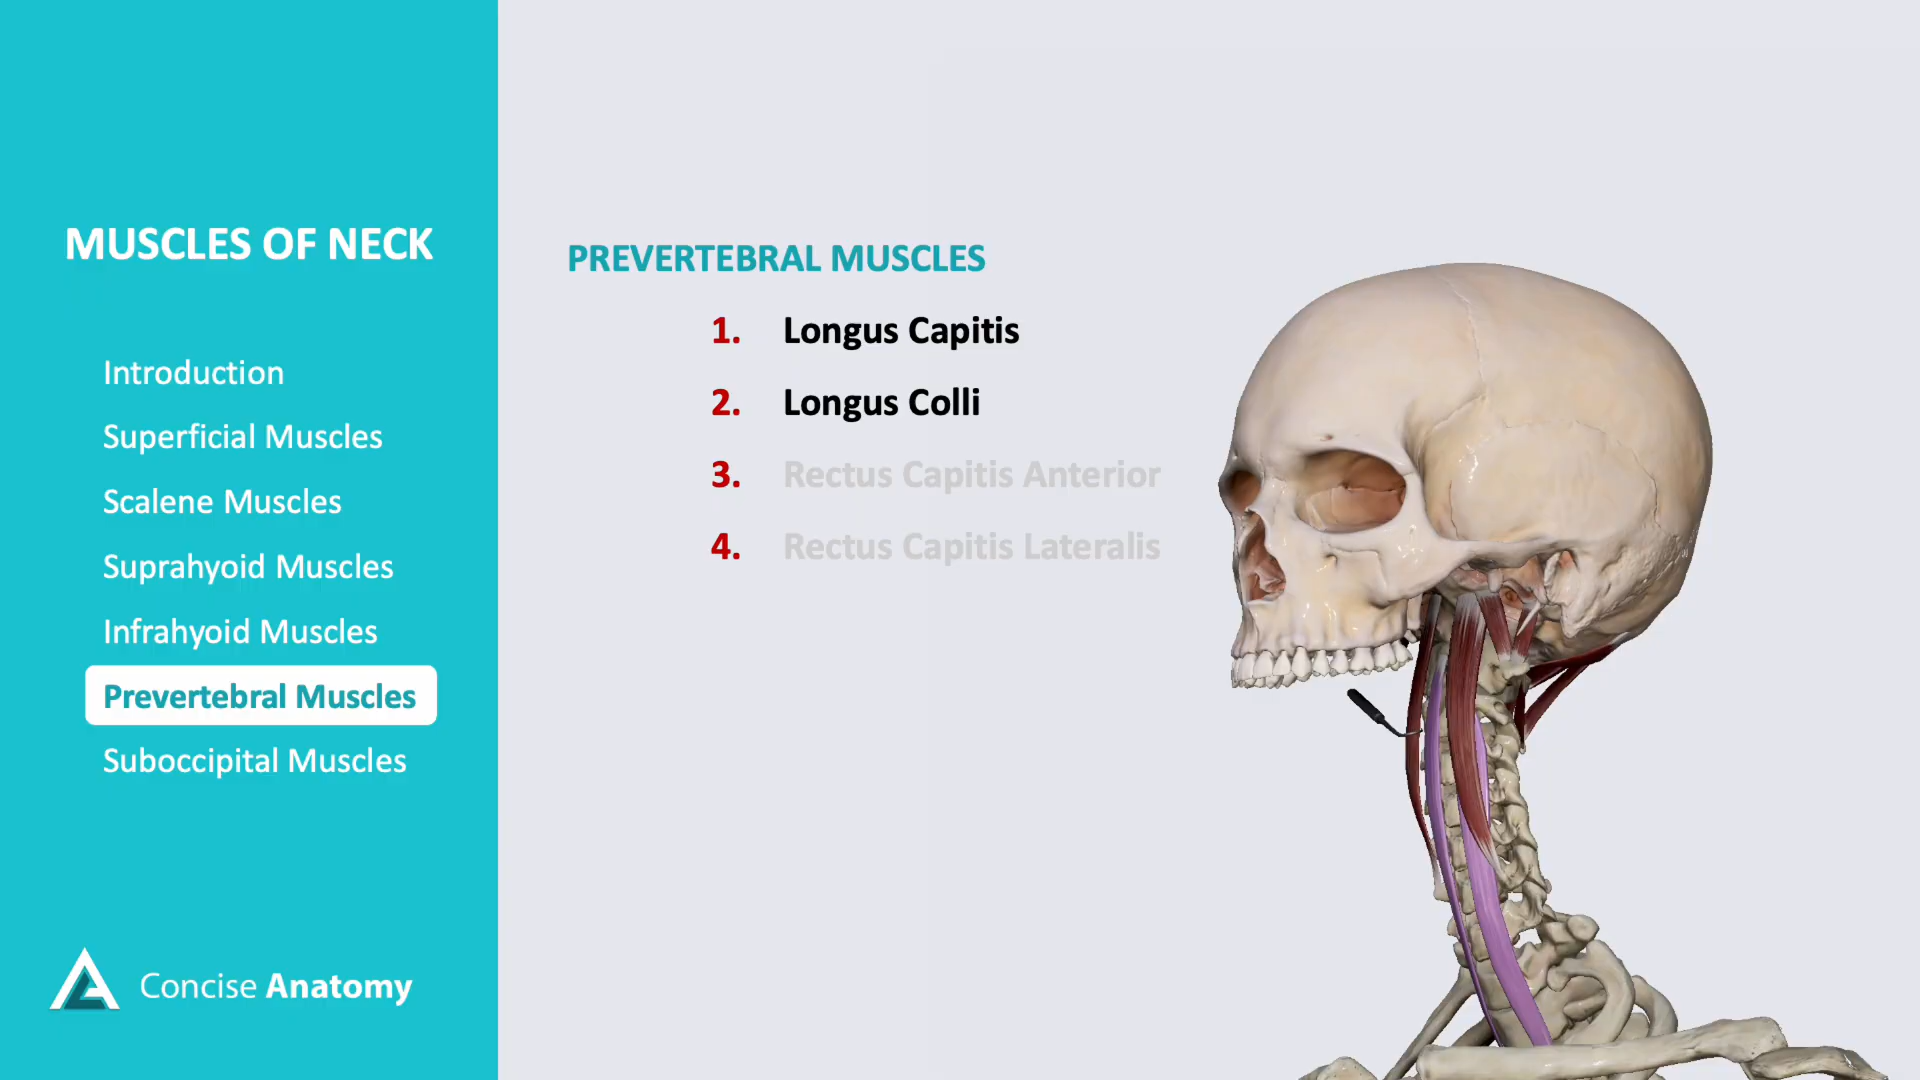 MUSCLES OF NECK
Introduction
Superficial Muscles
Scalene Muscles
Suprahyoid Muscles
Infrahyoid Muscles
Prevertebral Muscles
Suboccipital Muscles
Concise Anatomy
PREVERTEBRAL MUSCLES
1. Longus Capitis
2. Longus Colli
3. Rectus Capitis Anterior
4. Rectus Capitis Lateralis